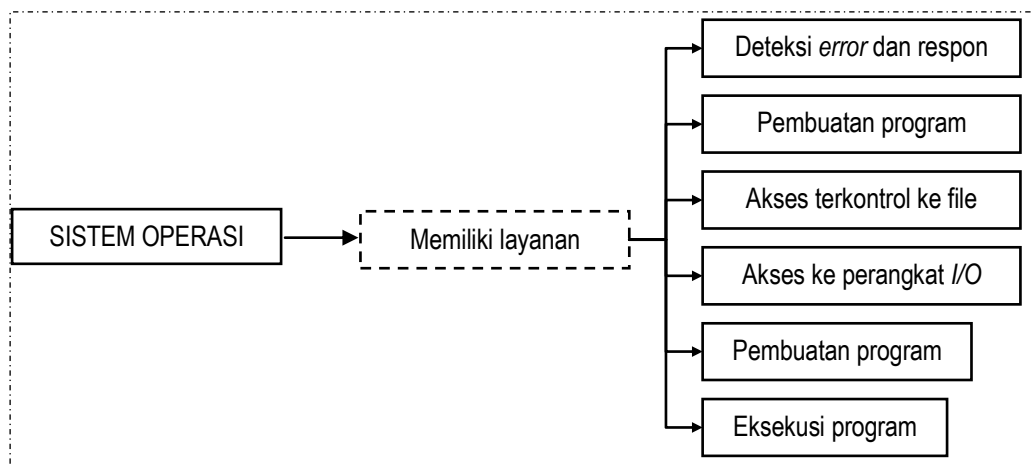 SISTEM OPERASI
Memiliki layanan
Deteksi error dan respon
Pembuatan program
Akses terkontrol ke file
Akses ke perangkat I/O
Pembuatan program
Eksekusi program